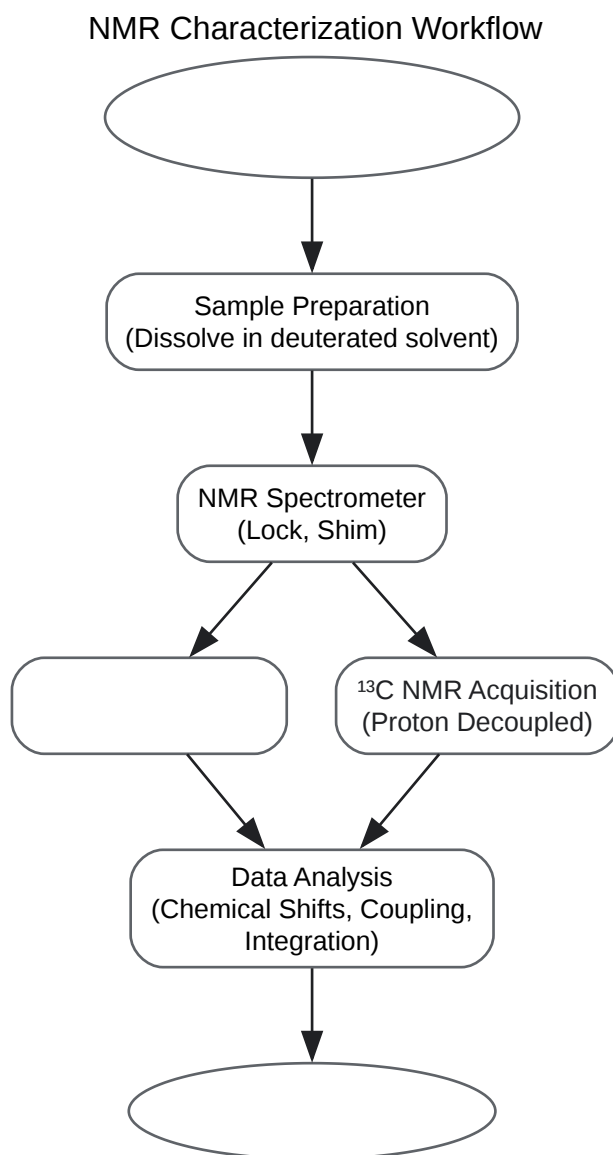 NMR Characterization Workflow
Sample Preparation
(Dissolve in deuterated solvent)
NMR Spectrometer
(Lock, Shim)
¹³C NMR Acquisition
(Proton Decoupled)
Data Analysis
(Chemical Shifts, Coupling,
Integration)